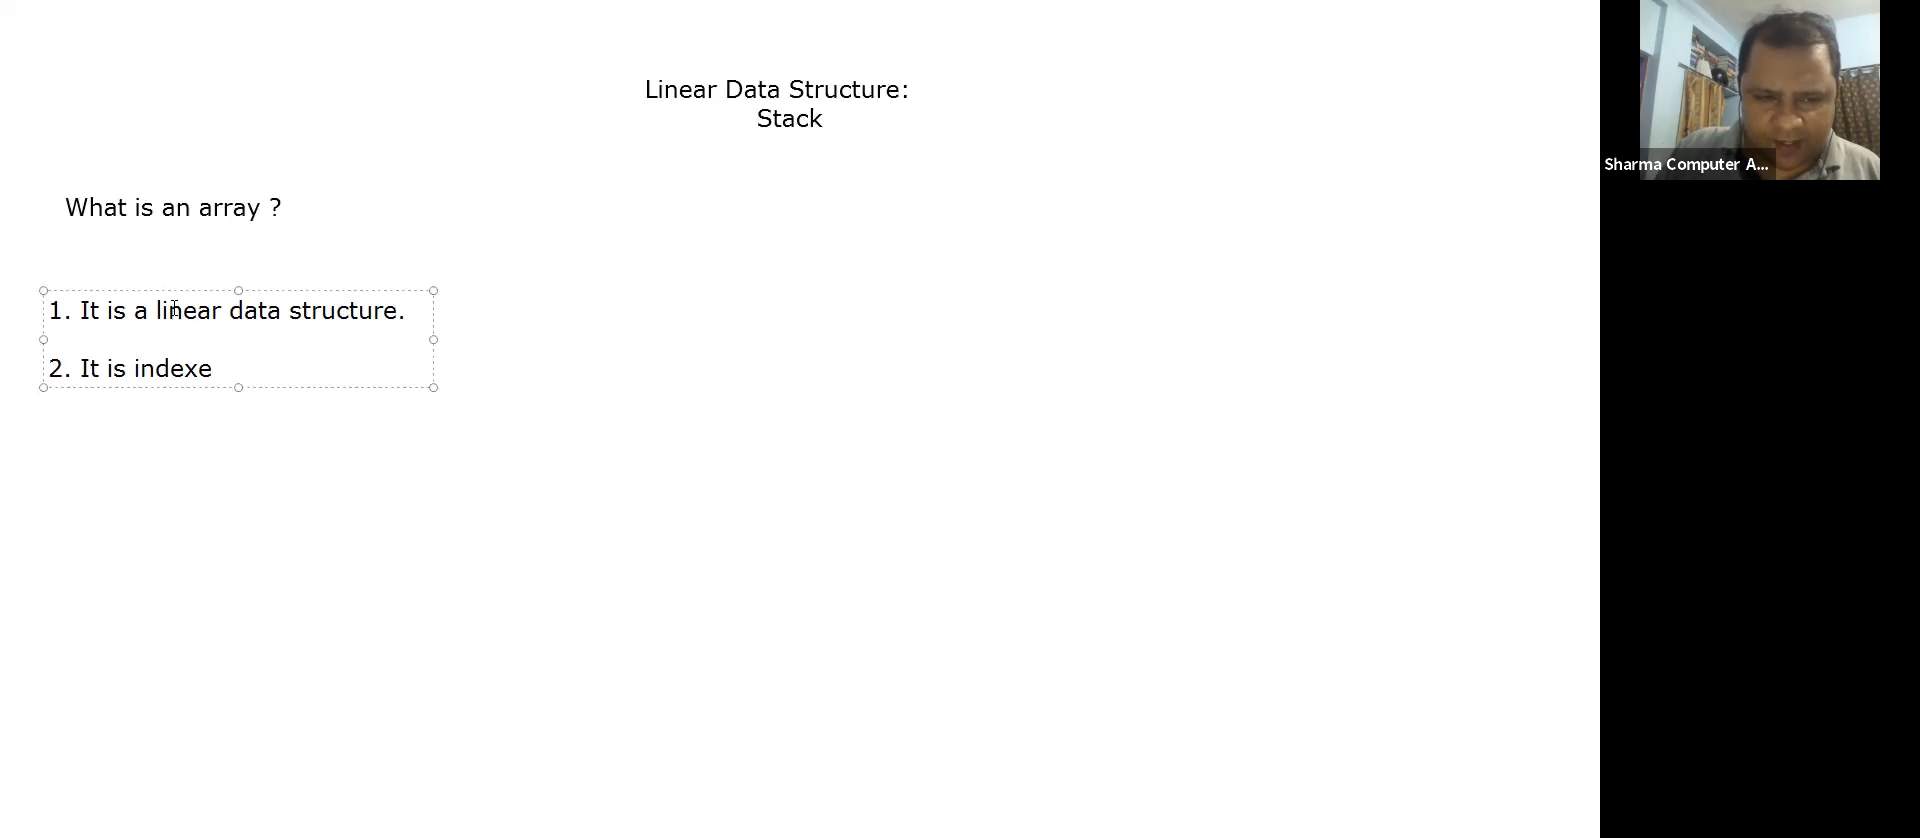 Linear Data Structure:
Stack
Sharma Computer A...
What is an array ?
1. It is a linear data structure.
2. It is indexe